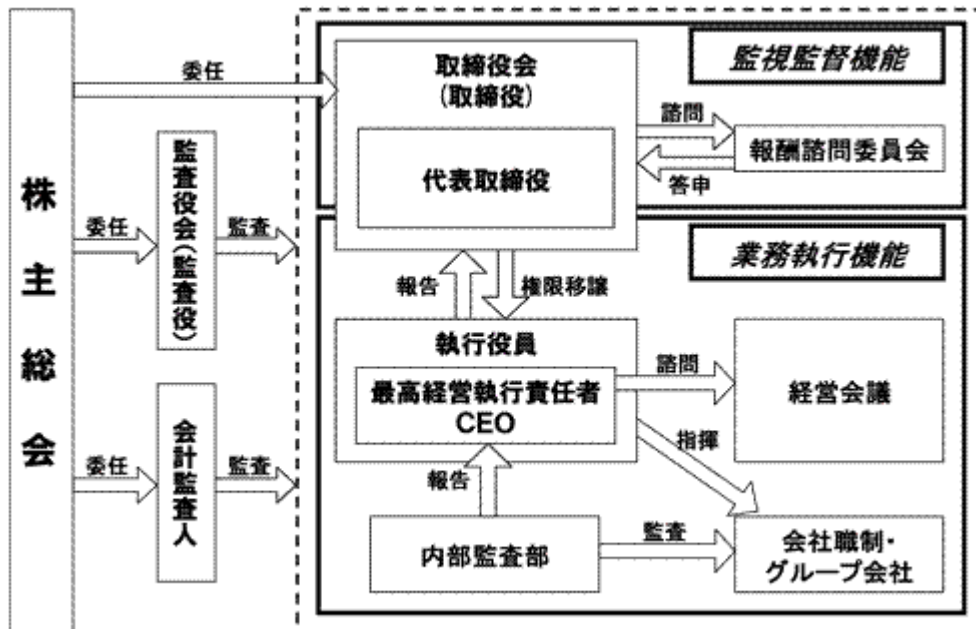 株主総会
委任
委任
監査役会(監査役)
監査
委任
会計監査人
監査
監視監督機能
取締役会
(取締役)
代表取締役
諮問
報酬諮問委員会
答申
業務執行機能
報告
権限移譲
執行役員
最高経営執行責任者
CEO
諮問
経営会議
指揮
報告
内部監査部
監査
会社職制・
グループ会社